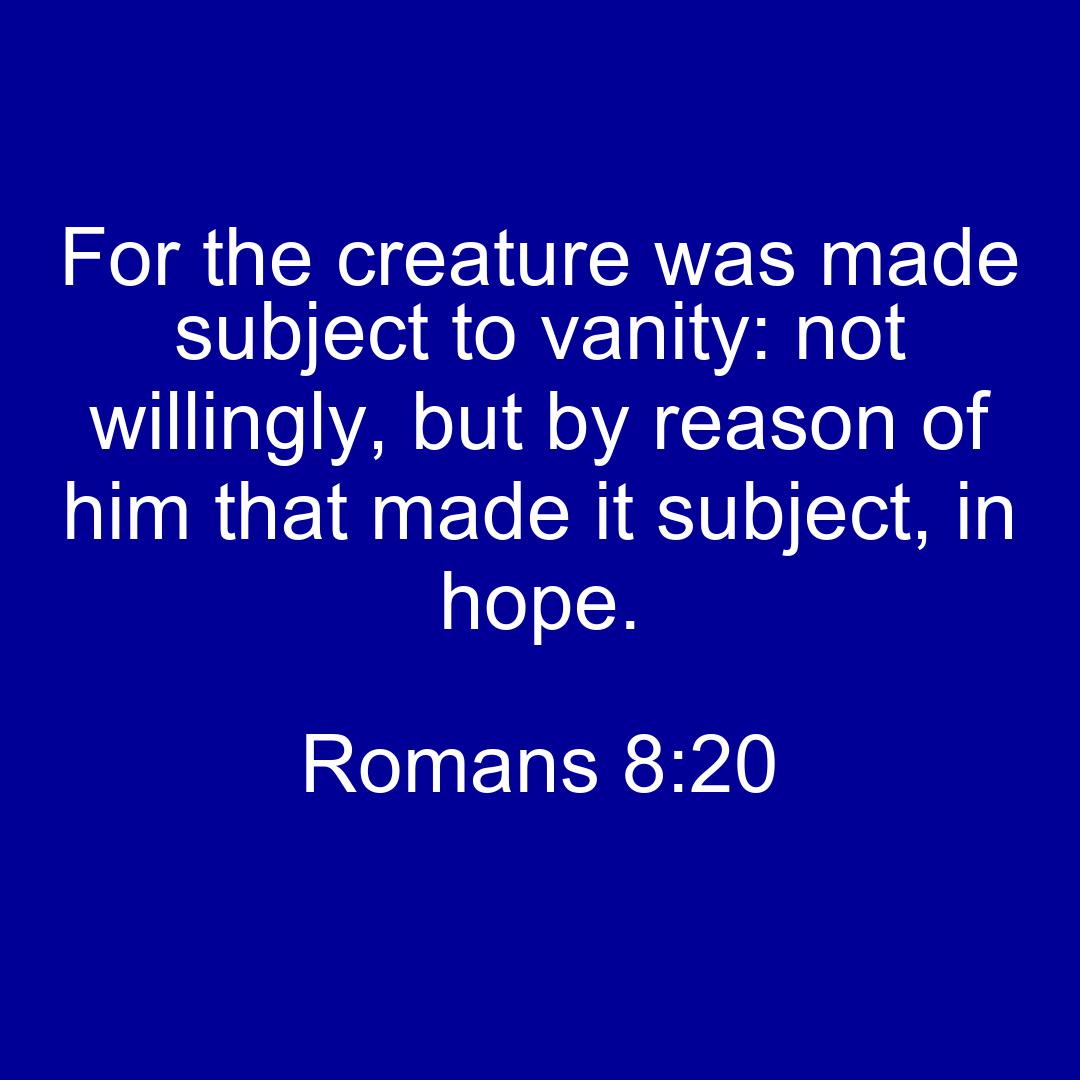 For the creature was made
subject to vanity: not
willingly, but by reason of
him that made it subject, in
hope.
Romans 8:20